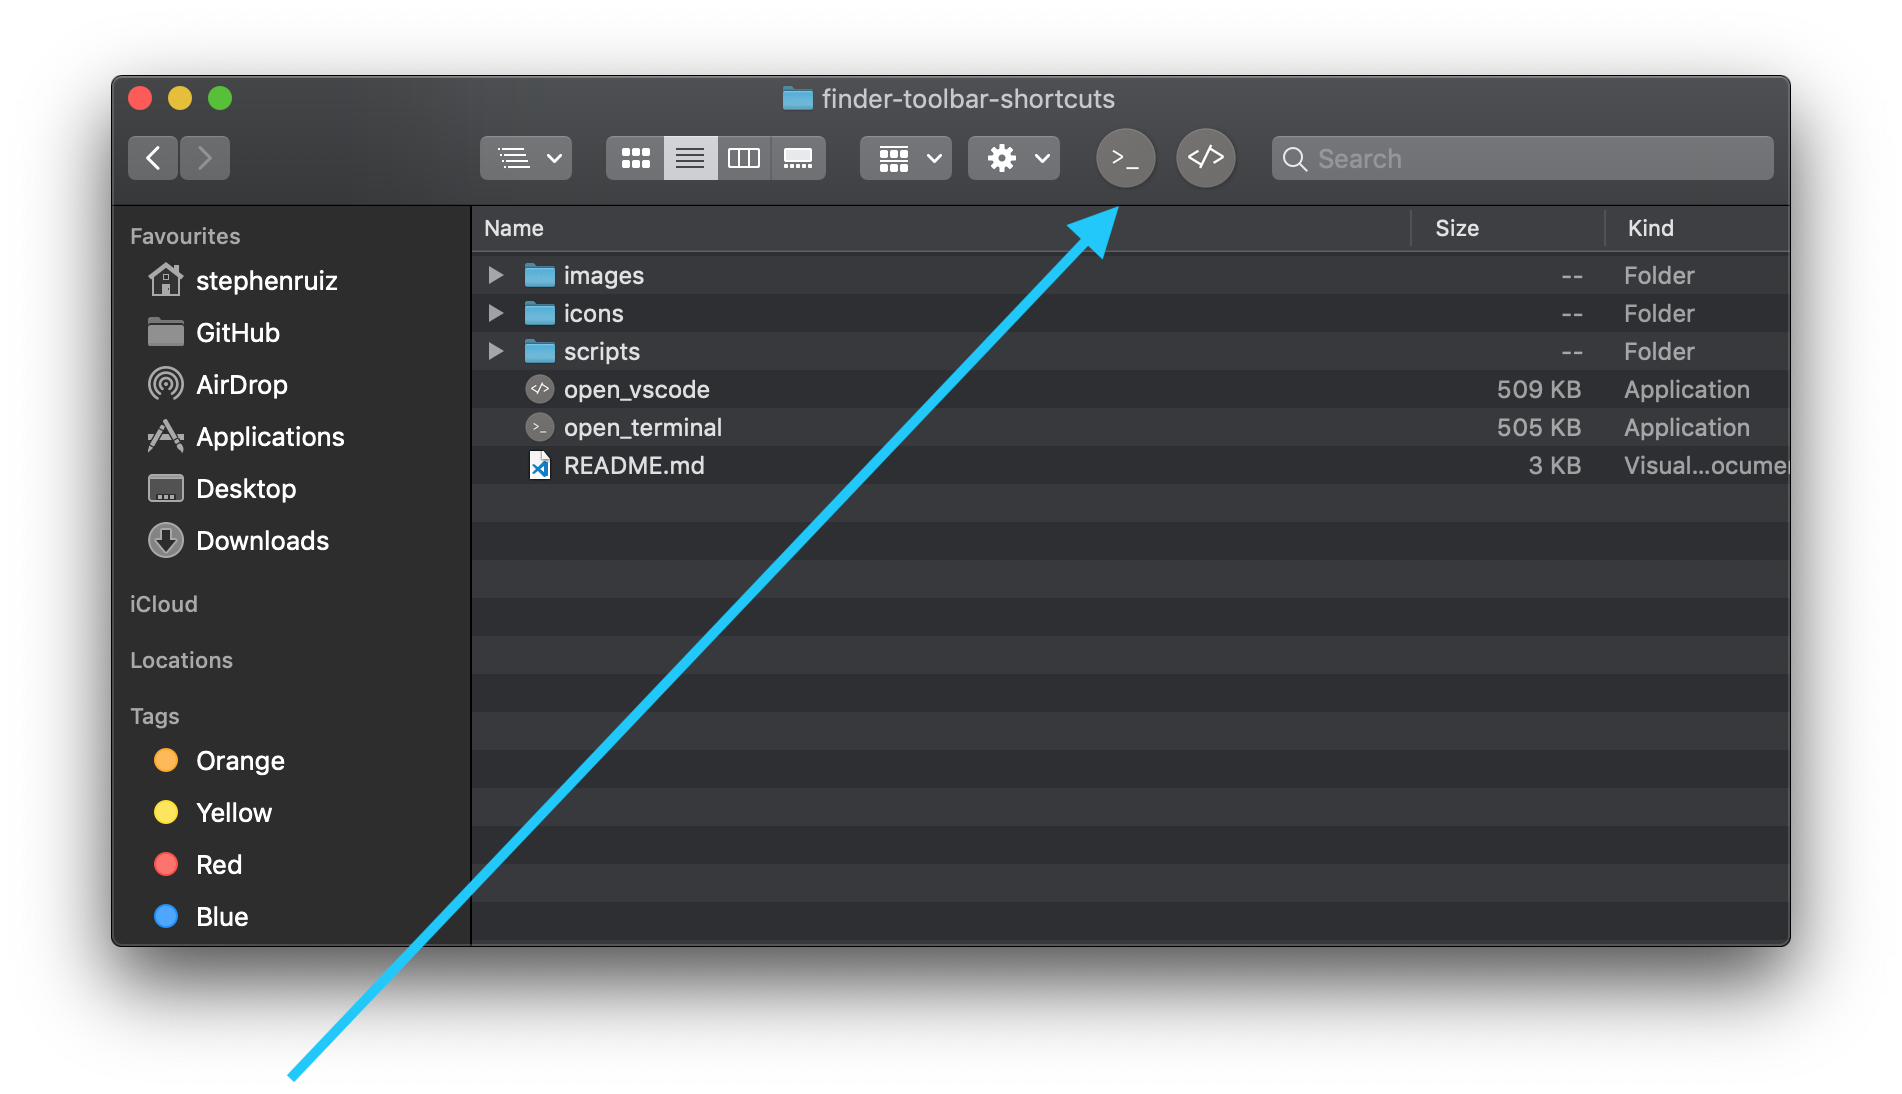 finder-toolbar-shortcuts
>_
</>
Search
Favourites
stephenruiz
GitHub
AirDrop
Applications
Desktop
Downloads
iCloud
Locations
Tags
Orange
Yellow
Red
Blue
Name Size Kind
images -- Folder
icons -- Folder
scripts -- Folder
open_vscode 509 KB Application
open_terminal 505 KB Application
README.md 3 KB Visual...ocumen